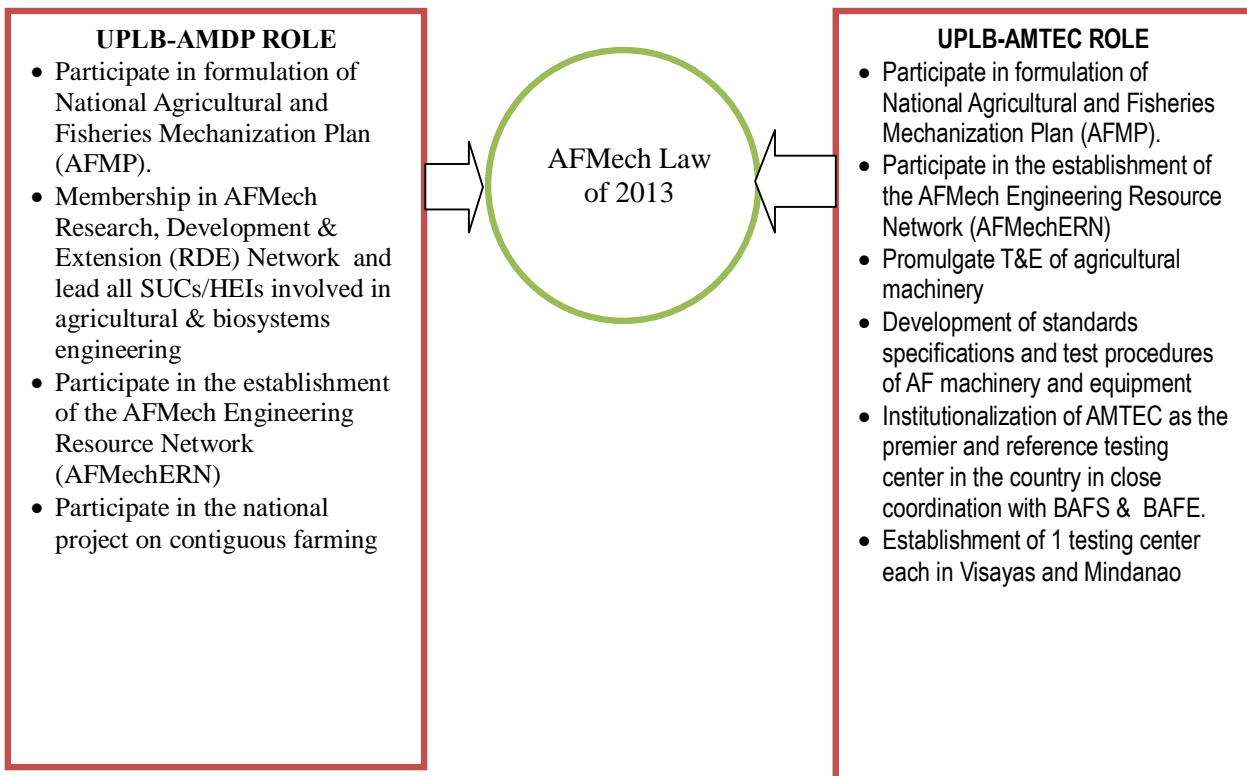 UPLB-AMDP ROLE
• Participate in formulation of
National Agricultural and
Fisheries Mechanization Plan
(AFMP).
• Membership in AFMech
Research, Development &
Extension (RDE) Network and
lead all SUCs/HEIs involved in
agricultural & biosystems
engineering
• Participate in the establishment
of the AFMech Engineering
Resource Network
(AFMechERN)
• Participate in the national
project on contiguous farming
AFMech Law
of 2013
UPLB-AMTEC ROLE
• Participate in formulation of
National Agricultural and Fisheries
Mechanization Plan (AFMP).
• Participate in the establishment of
the AFMech Engineering Resource
Network (AFMechERN)
• Promulgate T&E of agricultural
machinery
• Development of standards
specifications and test procedures
of AF machinery and equipment
• Institutionalization of AMTEC as the
premier and reference testing
center in the country in close
coordination with BAFS & BAFE.
• Establishment of 1 testing center
each in Visayas and Mindanao